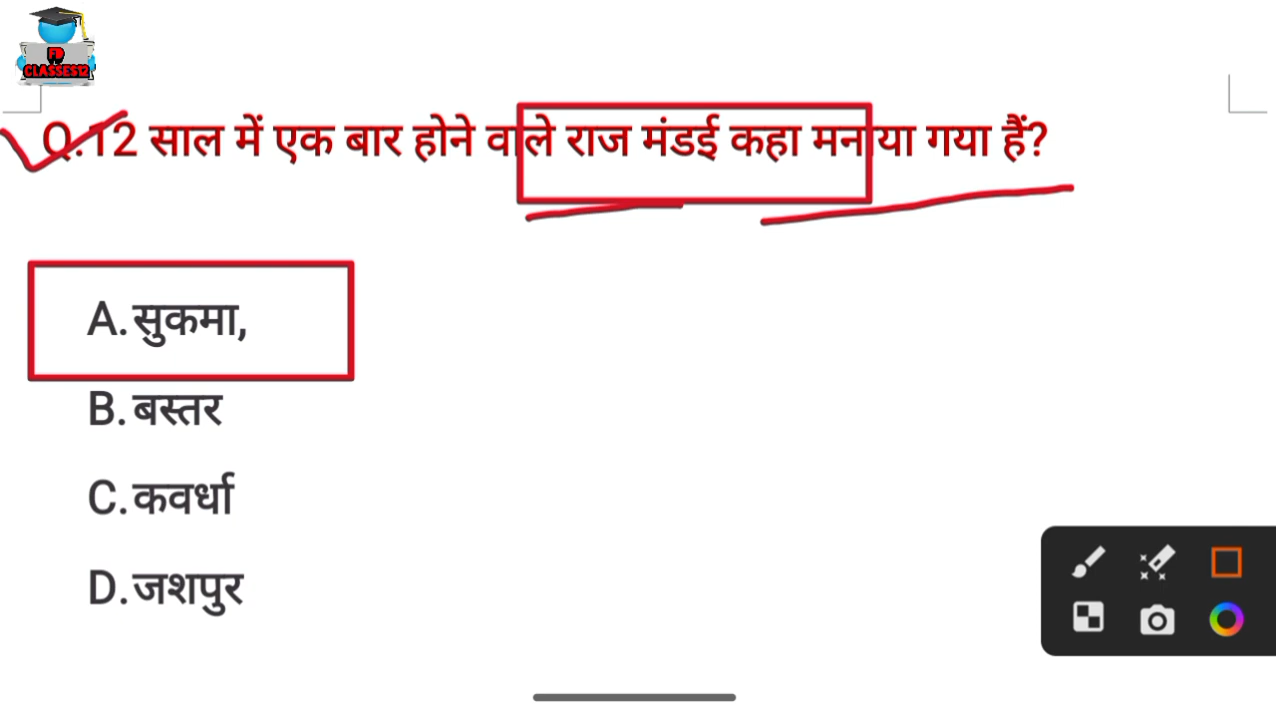 FD
CLASSES12
Q.12 साल में एक बार होने वाले राज मंडई कहा मनाया गया हैं?
A. सुकमा,
B. बस्तर
C. कवर्धा
D. जशपुर